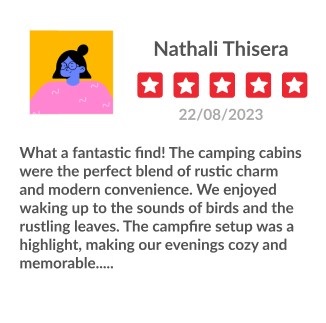 Nathali Thisera
22/08/2023
What a fantastic find! The camping cabins
were the perfect blend of rustic charm
and modern convenience. We enjoyed
waking up to the sounds of birds and the
rustling leaves. The campfire setup was a
highlight, making our evenings cozy and
memorable.....